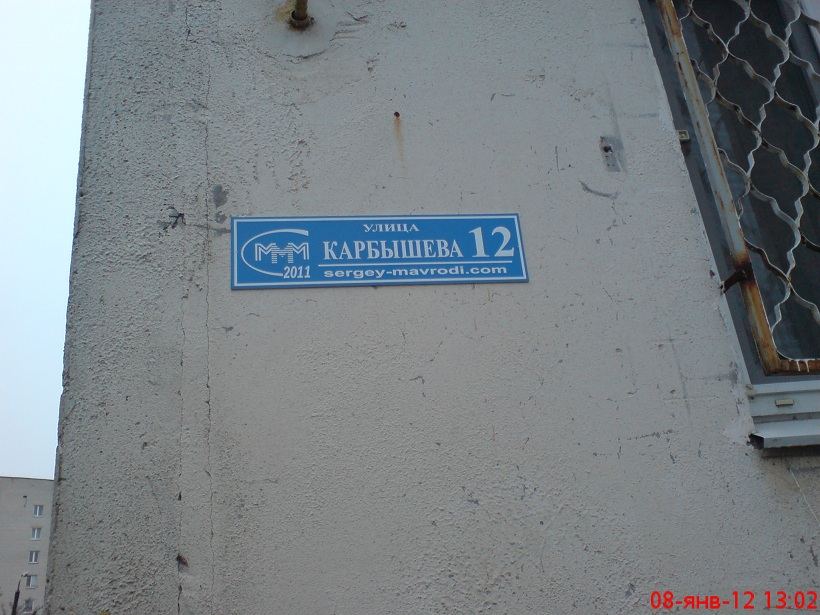 УЛИЦА
КАРБЫШЕВА 12
МММ
2011
sergey-mavrodi.com
08-янв-12 13:02